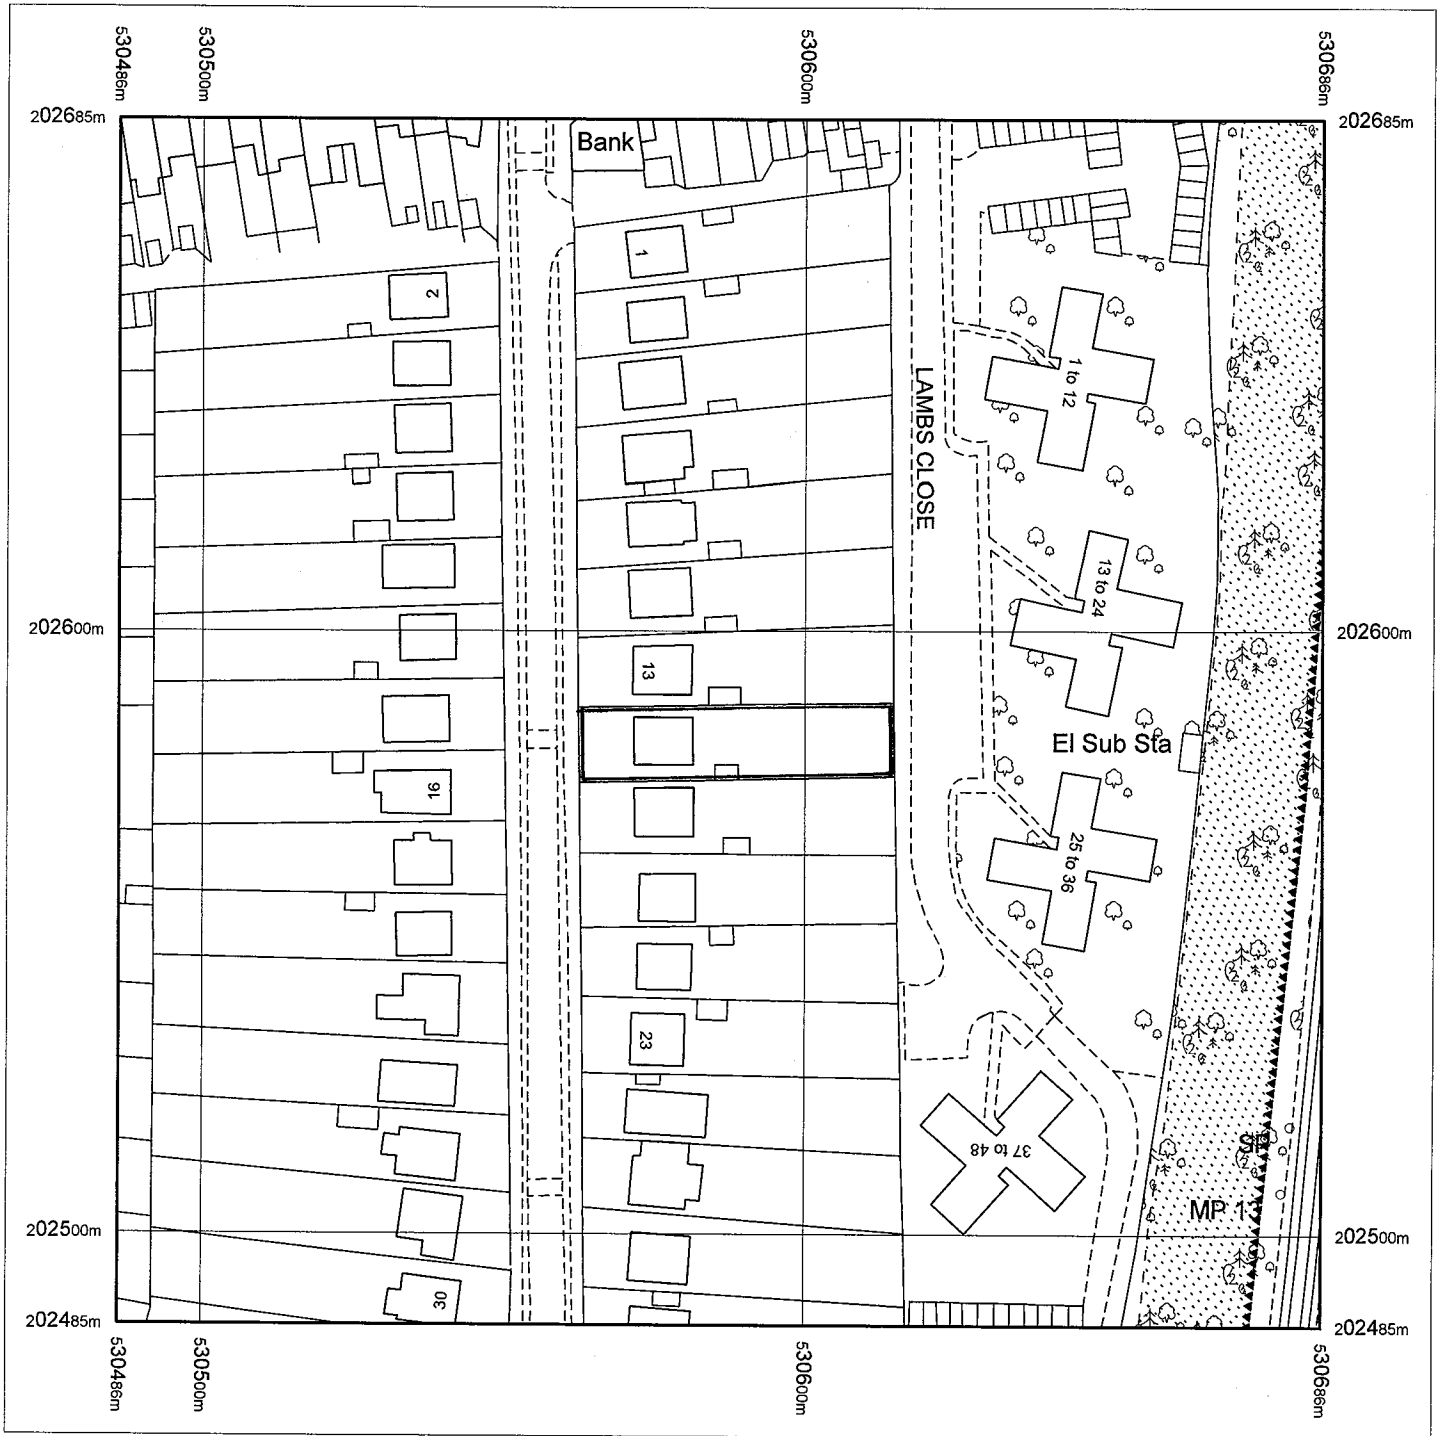 530486m
530500m
530600m
530686m
202685m
202685m
Bank
1
2
LAMBS CLOSE
1 to 12
13 to 24
202600m
202600m
13
El Sub Sta
16
25 to 36
23
37 to 48
SP
MP 1
202500m
202500m
30
202485m
202485m
530486m
530500m
530600m
530686m